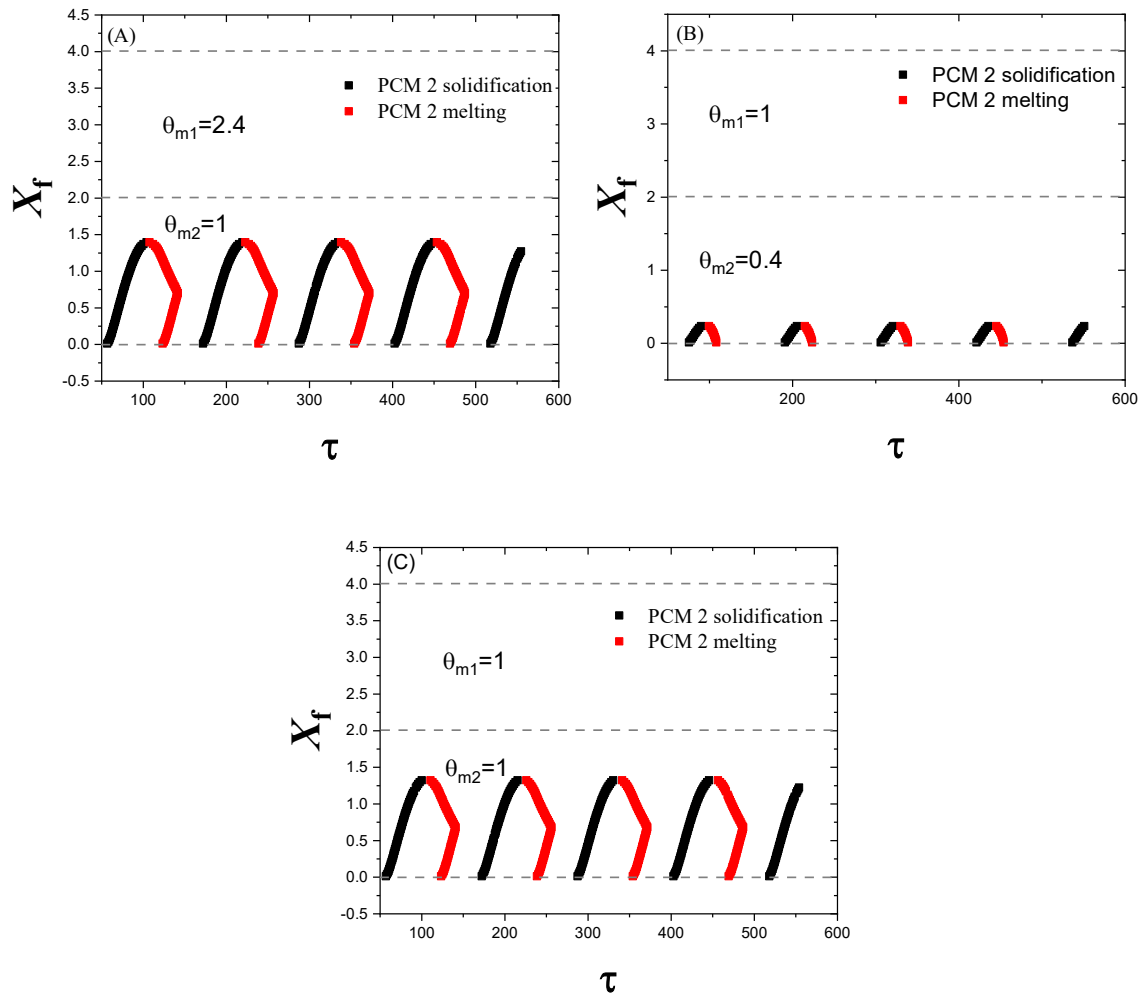 (A)
4.5
4.0
3.5
3.0
2.5
2.0
1.5
1.0
0.5
0.0
-0.5
PCM 2 solidification
PCM 2 melting
θm1=2.4
θm2=1
Xf
100 200 300 400 500 600
τ
(B)
4
3
2
1
0
PCM 2 solidification
PCM 2 melting
θm1=1
θm2=0.4
Xf
200 400 600
τ
(C)
4.5
4.0
3.5
3.0
2.5
2.0
1.5
1.0
0.5
0.0
-0.5
PCM 2 solidification
PCM 2 melting
θm1=1
θm2=1
Xf
100 200 300 400 500 600
τ